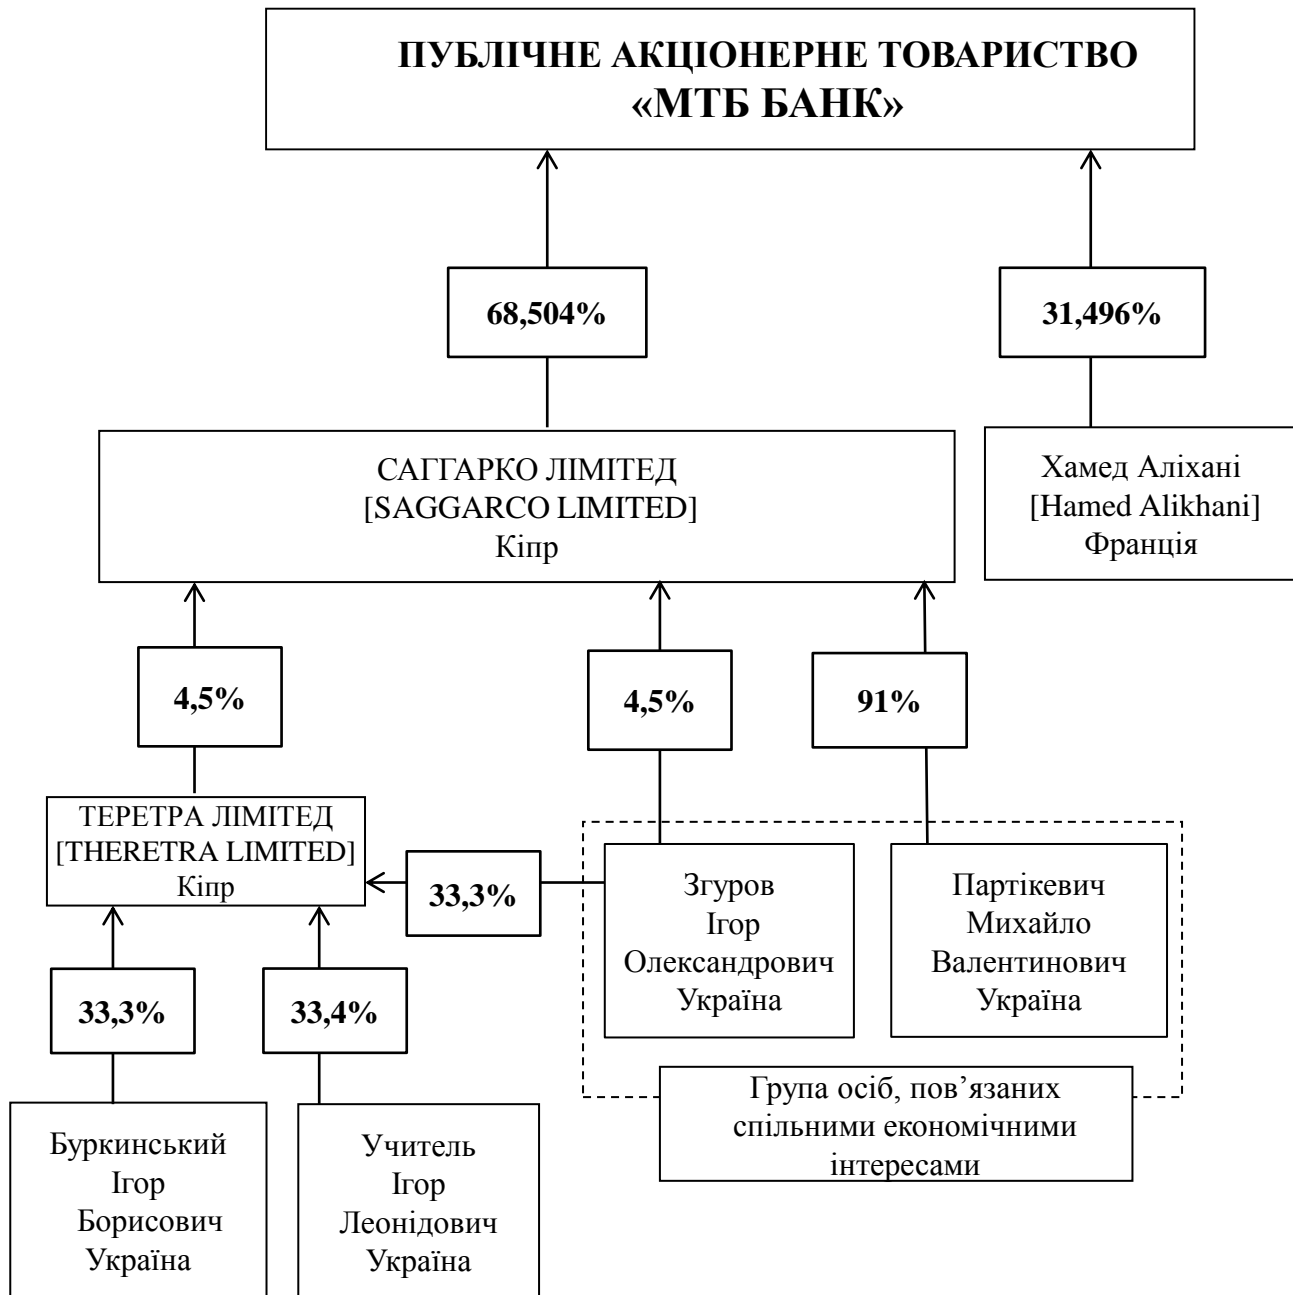 ПУБЛІЧНЕ АКЦІОНЕРНЕ ТОВАРИСТВО
«МТБ БАНК»
68,504%
31,496%
САГГАРКО ЛІМІТЕД
[SAGGARCO LIMITED]
Кіпр
Хамед Аліхані
[Hamed Alikhani]
Франція
4,5%
4,5%
91%
ТЕРЕТРА ЛІМІТЕД
[THERETRA LIMITED]
Кіпр
33,3%
Згуров
Ігор
Олександрович
Україна
Партікевич
Михайло
Валентинович
Україна
33,3%
33,4%
Група осіб, пов’язаних
спільними економічними
інтересами
Буркинський
Ігор
Борисович
Україна
Учитель
Ігор
Леонідович
Україна